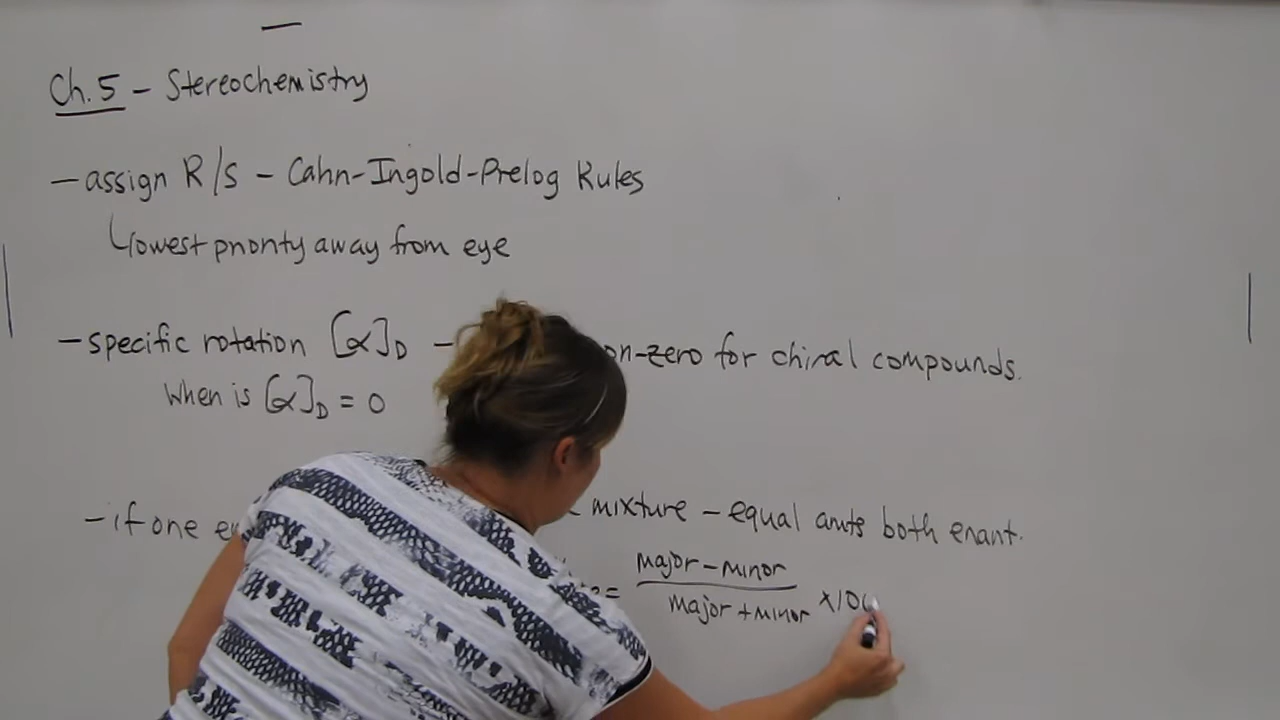 Ch. 5 - Stereochemistry
- assign R/S - Cahn-Ingold-Prelog Rules
lowest priority away from eye
- specific rotation [α]D - on-zero for chiral compounds.
When is [α]D = 0
- if one mixture - equal amts both enant.
= major - minor
major + minor x100